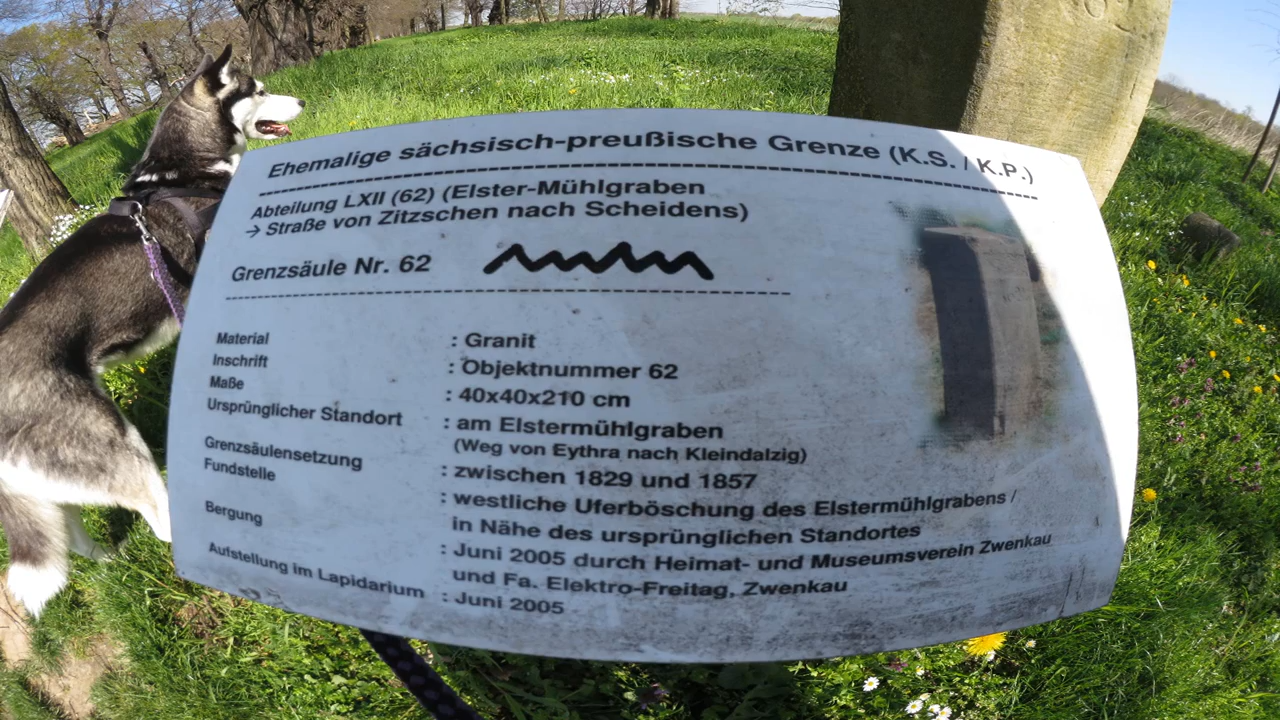 Ehemalige sächsisch-preußische Grenze (K.S. / K.P.)
Abteilung LXII (62) (Elster-Mühlgraben
→ Straße von Zitzschen nach Scheidens)
Grenzsäule Nr. 62
Material : Granit
Inschrift : Objektnummer 62
Maße : 40x40x210 cm
Ursprünglicher Standort : am Elstermühlgraben
(Weg von Eythra nach Kleindalzig)
Grenzsäulensetzung : zwischen 1829 und 1857
Fundstelle : westliche Uferböschung des Elstermühlgrabens /
in Nähe des ursprünglichen Standortes
Bergung : Juni 2005 durch Heimat- und Museumsverein Zwenkau
und Fa. Elektro-Freitag, Zwenkau
Aufstellung im Lapidarium : Juni 2005